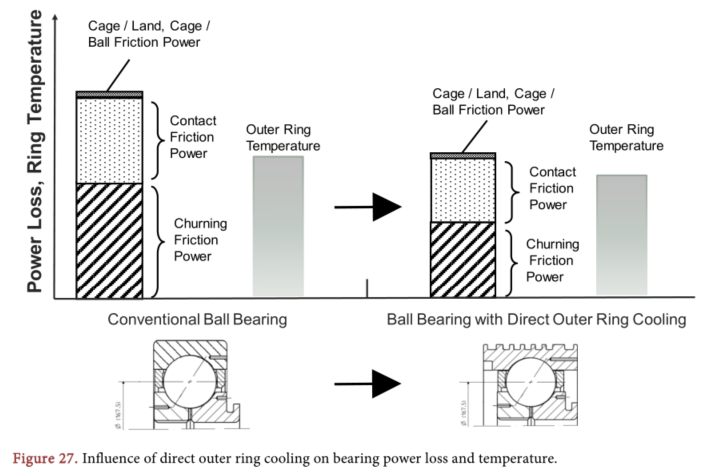 Power Loss, Ring Temperature
Cage / Land, Cage /
Ball Friction Power
Contact
Friction
Power
Churning
Friction
Power
Outer Ring
Temperature
Cage / Land, Cage /
Ball Friction Power
Contact
Friction
Power
Churning
Friction
Power
Outer Ring
Temperature
Conventional Ball Bearing
Ball Bearing with Direct Outer Ring Cooling
Figure 27. Influence of direct outer ring cooling on bearing power loss and temperature.